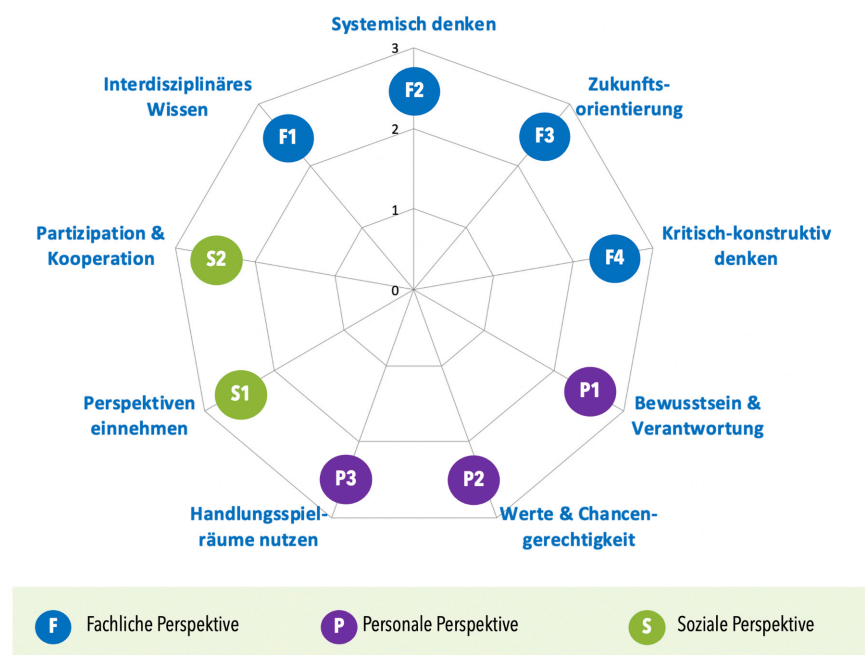 Systemisch denken
3
Interdisziplinäres
Wissen
F2
Zukunfts-
orientierung
F1
F3
2
Partizipation &
Kooperation
S2
1
Kritisch-konstruktiv
denken
F4
0
Perspektiven
einnehmen
S1
P1
Bewusstsein &
Verantwortung
P3
P2
Handlungsspiel-
räume nutzen
Werte & Chancen-
gerechtigkeit
F Fachliche Perspektive
P Personale Perspektive
S Soziale Perspektive